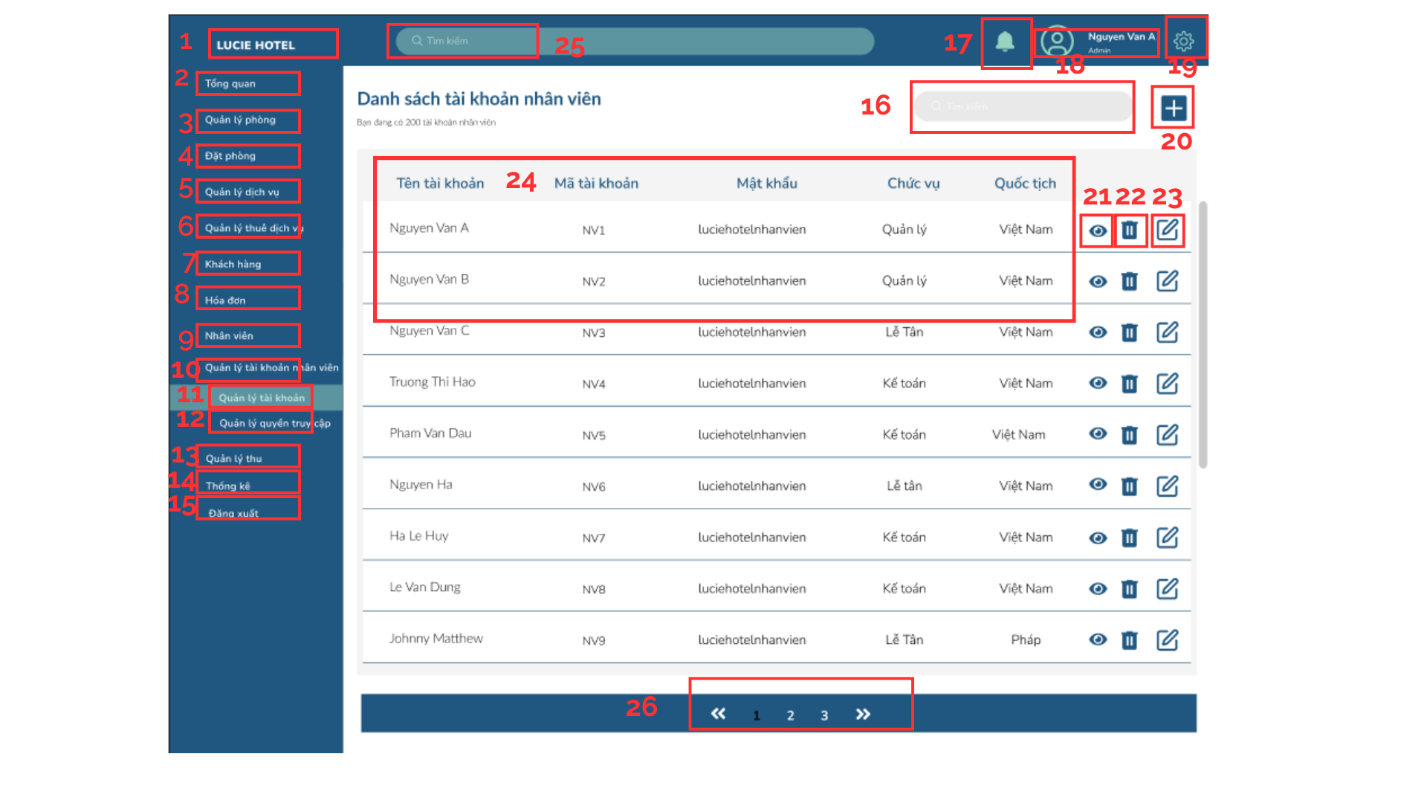 1 LUCIE HOTEL
Tìm kiếm 25
17
Nguyen Van A
Admin
18
19
2 Tổng quan
3 Quản lý phòng
4 Đặt phòng
5 Quản lý dịch vụ
6 Quản lý thuê dịch vụ
7 Khách hàng
8 Hóa đơn
9 Nhân viên
10 Quản lý tài khoản nhân viên
11 Quản lý tài khoản
12 Quản lý quyền truy cập
13 Quản lý thu
14 Thống kê
15 Đăng xuất
Danh sách tài khoản nhân viên
Bạn đang có 200 tài khoản nhân viên
16 Tìm kiếm
20
Tên tài khoản 24 Mã tài khoản Mật khẩu Chức vụ Quốc tịch
21 22 23
Nguyen Van A NV1 luciehotelnhanvien Quản lý Việt Nam
Nguyen Van B NV2 luciehotelnhanvien Quản lý Việt Nam
Nguyen Van C NV3 luciehotelnhanvien Lễ Tân Việt Nam
Truong Thi Hao NV4 luciehotelnhanvien Kế toán Việt Nam
Pham Van Dau NV5 luciehotelnhanvien Kế toán Việt Nam
Nguyen Ha NV6 luciehotelnhanvien Lễ tân Việt Nam
Ha Le Huy NV7 luciehotelnhanvien Kế toán Việt Nam
Le Van Dung NV8 luciehotelnhanvien Kế toán Việt Nam
Johnny Matthew NV9 luciehotelnhanvien Lễ Tân Pháp
26 « 1 2 3 »